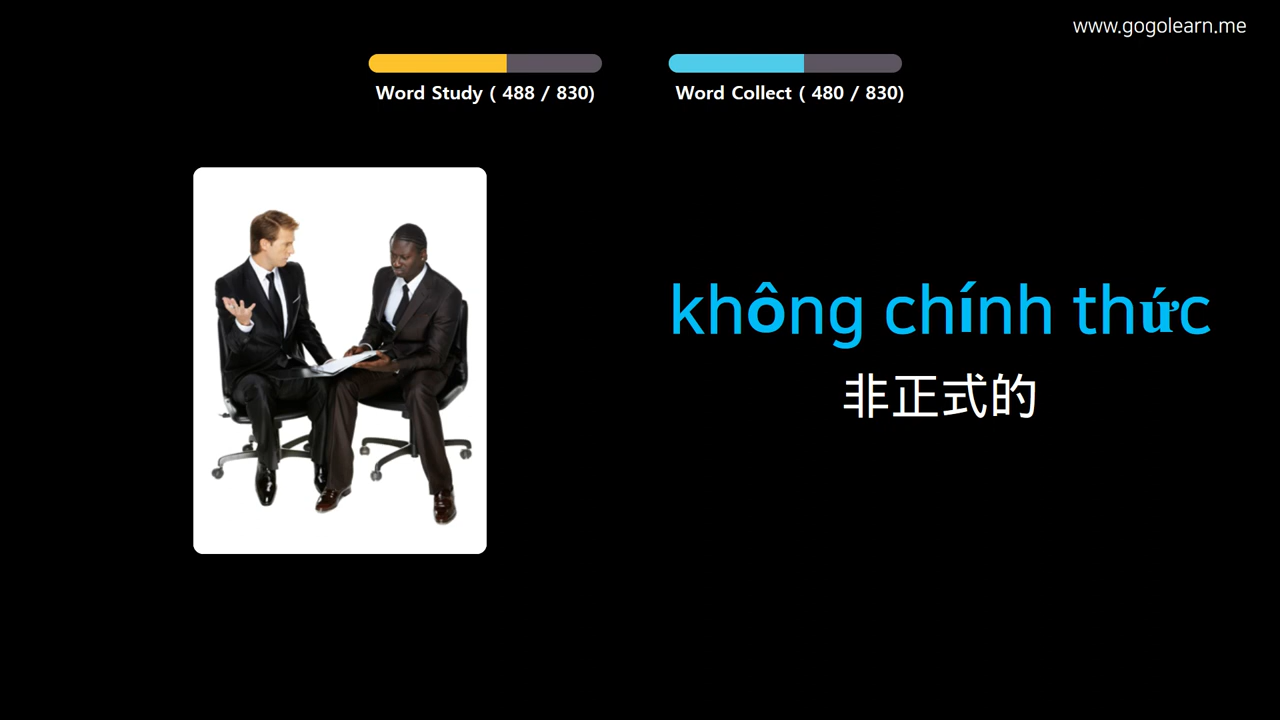 www.gogolearn.me
Word Study ( 488 / 830)
Word Collect ( 480 / 830)
không chính thức
非正式的